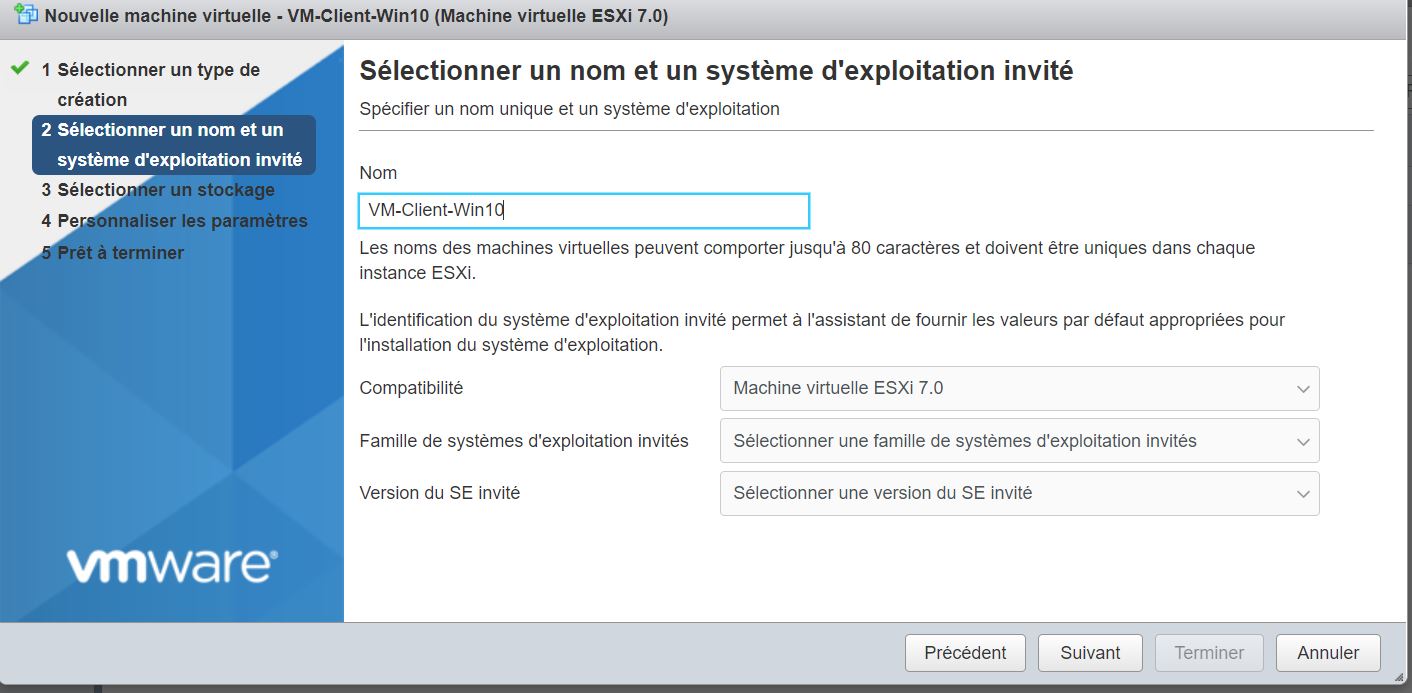 Nouvelle machine virtuelle - VM-Client-Win10 (Machine virtuelle ESXi 7.0)
1 Sélectionner un type de
création
2 Sélectionner un nom et un
système d'exploitation invité
3 Sélectionner un stockage
4 Personnaliser les paramètres
5 Prêt à terminer
vmware®
Sélectionner un nom et un système d'exploitation invité
Spécifier un nom unique et un système d'exploitation
Nom
VM-Client-Win10
Les noms des machines virtuelles peuvent comporter jusqu'à 80 caractères et doivent être uniques dans chaque
instance ESXi.
L'identification du système d'exploitation invité permet à l'assistant de fournir les valeurs par défaut appropriées pour
l'installation du système d'exploitation.
Compatibilité Machine virtuelle ESXi 7.0
Famille de systèmes d'exploitation invités Sélectionner une famille de systèmes d'exploitation invités
Version du SE invité Sélectionner une version du SE invité
Précédent Suivant Terminer Annuler